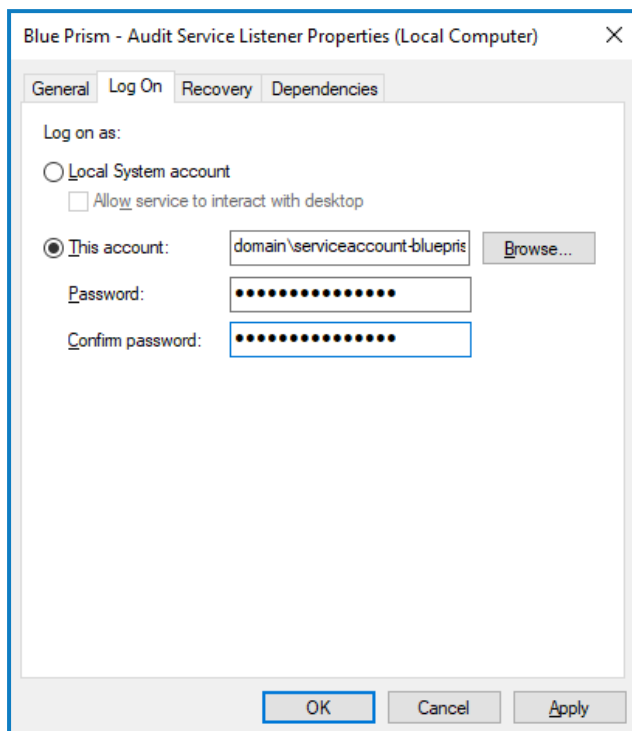 Blue Prism - Audit Service Listener Properties (Local Computer)
General Log On Recovery Dependencies
Log on as:
Local System account
Allow service to interact with desktop
This account: domain\serviceaccount-bluepris Browse...
Password: ●●●●●●●●●●●●●●●
Confirm password: ●●●●●●●●●●●●●●●
OK Cancel Apply